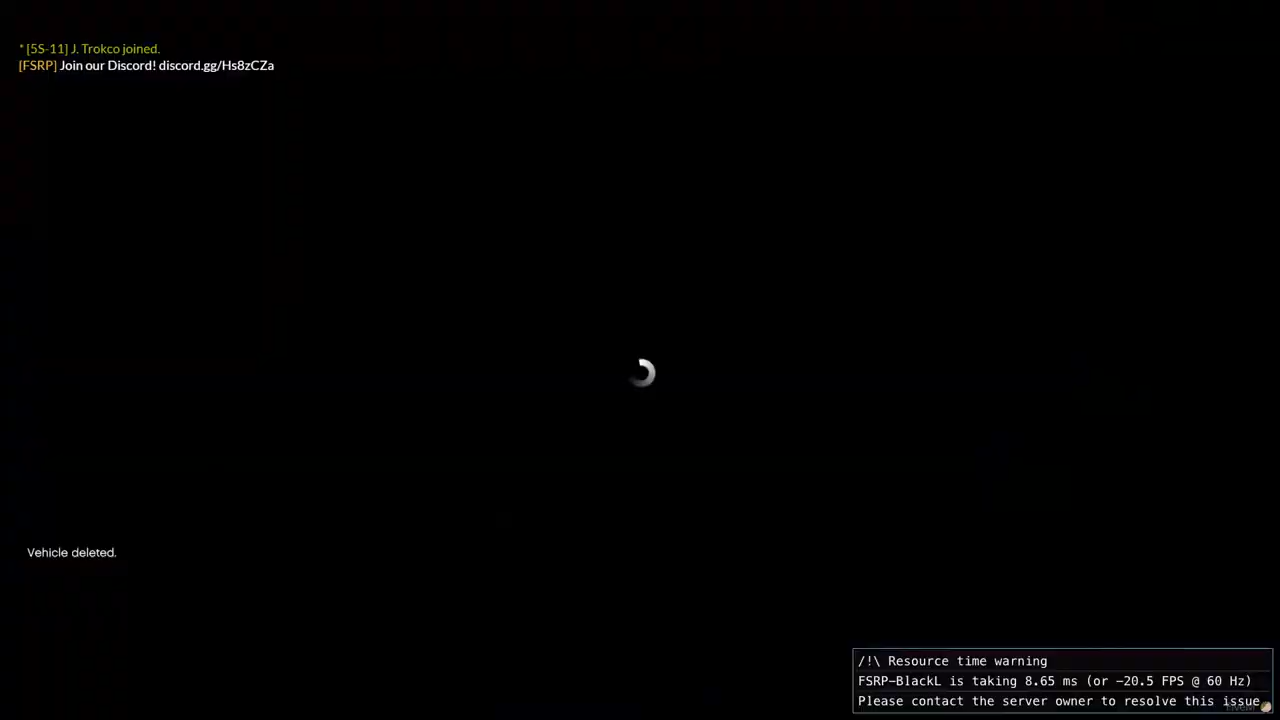 * [5S-11] J. Trokco joined.
[FSRP] Join our Discord! discord.gg/Hs8zCZa
Vehicle deleted.
/!\ Resource time warning
FSRP-BlackL is taking 8.65 ms (or -20.5 FPS @ 60 Hz)
Please contact the server owner to resolve this issue.